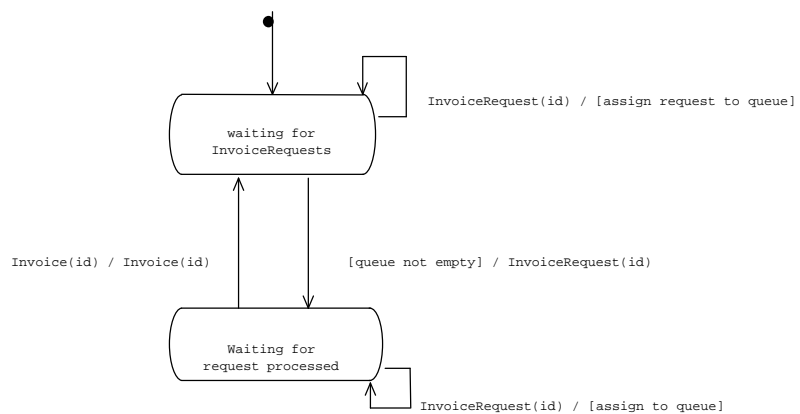 InvoiceRequest(id) / [assign request to queue]
waiting for
InvoiceRequests
Invoice(id) / Invoice(id)
[queue not empty] / InvoiceRequest(id)
Waiting for
request processed
InvoiceRequest(id) / [assign to queue]